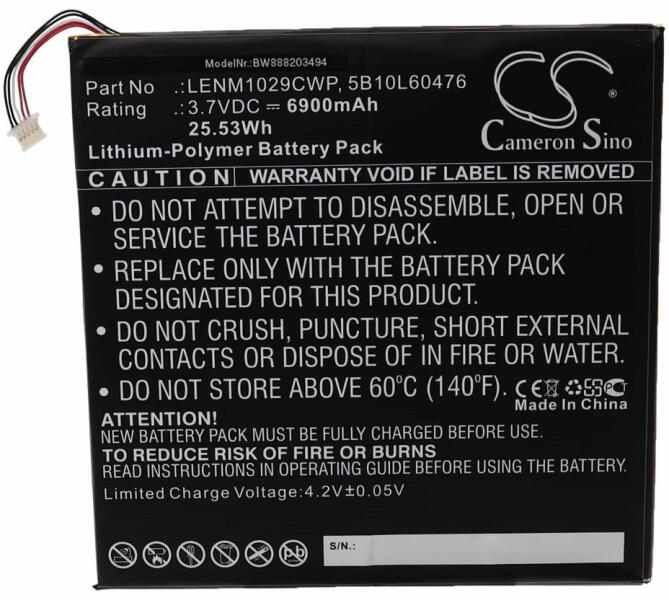 ModelNr.:BW888203494
Part No .:LENM1029CWP, 5B10L60476
Rating .:3.7VDC ⎓ 6900mAh
25.53Wh
Lithium-Polymer Battery Pack
CS
®
Cameron Sino
CAUTION WARRANTY VOID IF LABEL IS REMOVED
• DO NOT ATTEMPT TO DISASSEMBLE, OPEN OR
SERVICE THE BATTERY PACK.
• REPLACE ONLY WITH THE BATTERY PACK
DESIGNATED FOR THIS PRODUCT.
• DO NOT CRUSH, PUNCTURE, SHORT EXTERNAL
CONTACTS OR DISPOSE OF IN FIRE OR WATER.
• DO NOT STORE ABOVE 60°C (140°F).
CE
Made In China
ATTENTION!
NEW BATTERY PACK MUST BE FULLY CHARGED BEFORE USE.
TO REDUCE RISK OF FIRE OR BURNS
READ INSTRUCTIONS IN OPERATING GUIDE BEFORE INSTALLATION
Limited Charge Voltage:4.2V±0.05V
Pb
S/N.: